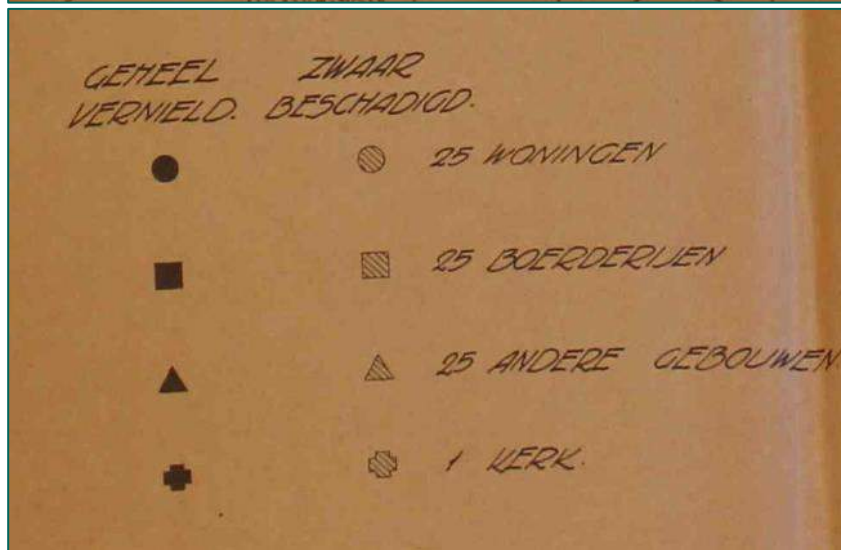 GEHEEL ZWAAR
VERNIELD. BESCHADIGD.
25 WONINGEN
25 BOERDERIJEN
25 ANDERE GEBOUWEN.
1 KERK.